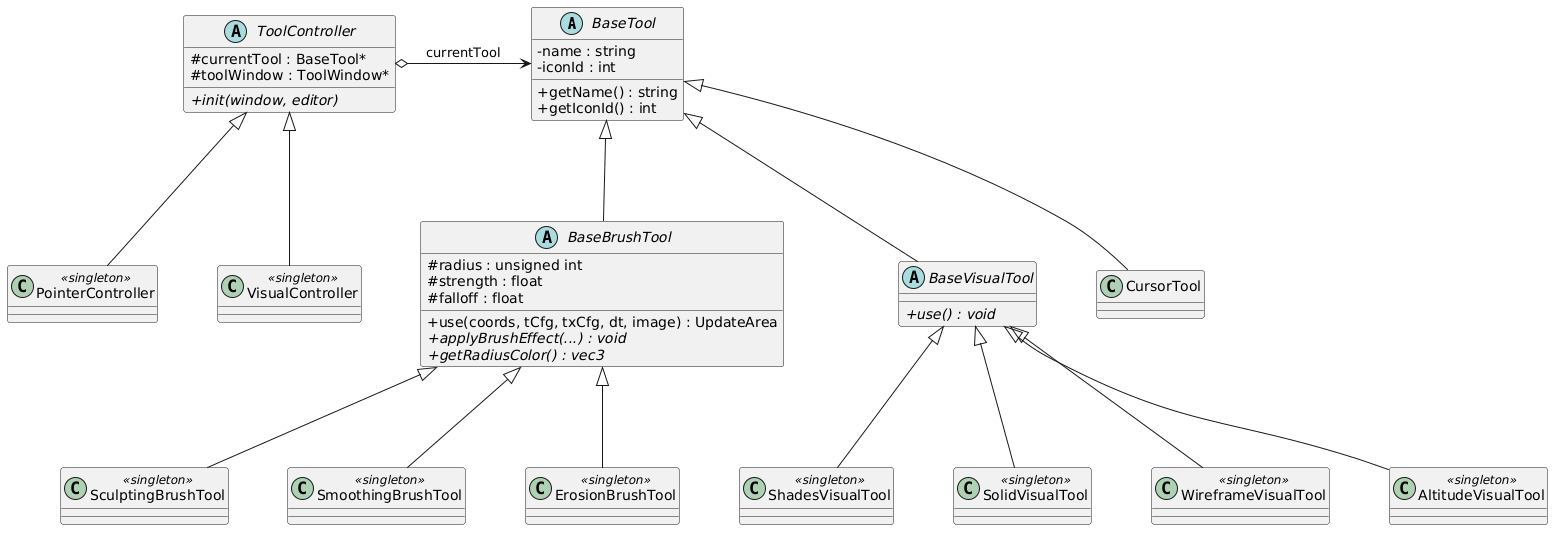 A ToolController
#currentTool : BaseTool*
#toolWindow : ToolWindow*
+init(window, editor)
currentTool
A BaseTool
-name : string
-iconId : int
+getName() : string
+getIconId() : int
C «singleton»
PointerController
C «singleton»
VisualController
A BaseBrushTool
#radius : unsigned int
#strength : float
#falloff : float
+use(coords, tCfg, txCfg, dt, image) : UpdateArea
+applyBrushEffect(...) : void
+getRadiusColor() : vec3
A BaseVisualTool
+use() : void
C CursorTool
C «singleton»
SculptingBrushTool
C «singleton»
SmoothingBrushTool
C «singleton»
ErosionBrushTool
C «singleton»
ShadesVisualTool
C «singleton»
SolidVisualTool
C «singleton»
WireframeVisualTool
C «singleton»
AltitudeVisualTool